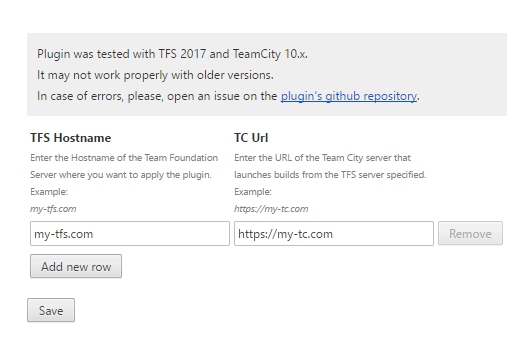 Plugin was tested with TFS 2017 and TeamCity 10.x.
It may not work properly with older versions.
In case of errors, please, open an issue on the plugin's github repository.
TFS Hostname
Enter the Hostname of the Team Foundation
Server where you want to apply the plugin.
Example:
my-tfs.com
my-tfs.com
TC Url
Enter the URL of the Team City server that
launches builds from the TFS server specified.
Example:
https://my-tc.com
https://my-tc.com
Remove
Add new row
Save